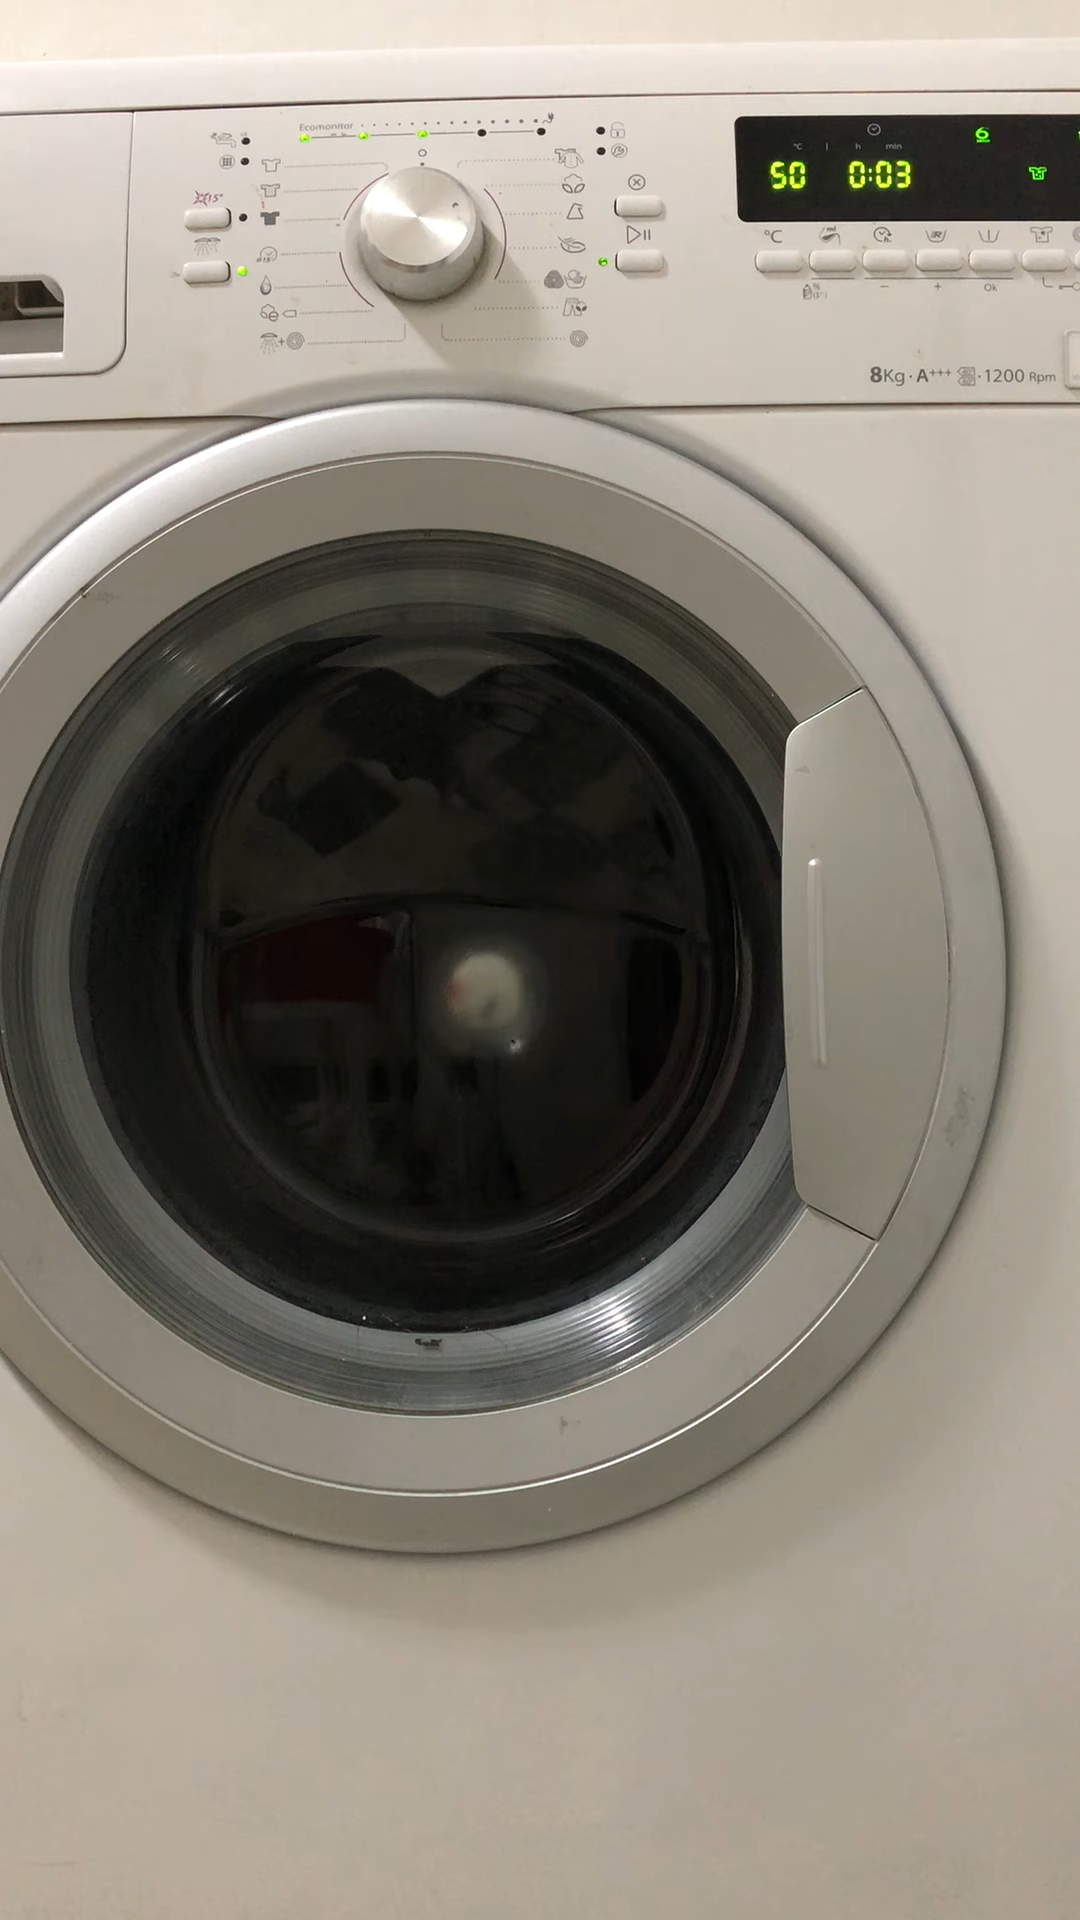 Ecomonitor
15°
°C
h
min
50
0:03
6
°C
Ok
8Kg · A+++ · 1200 Rpm